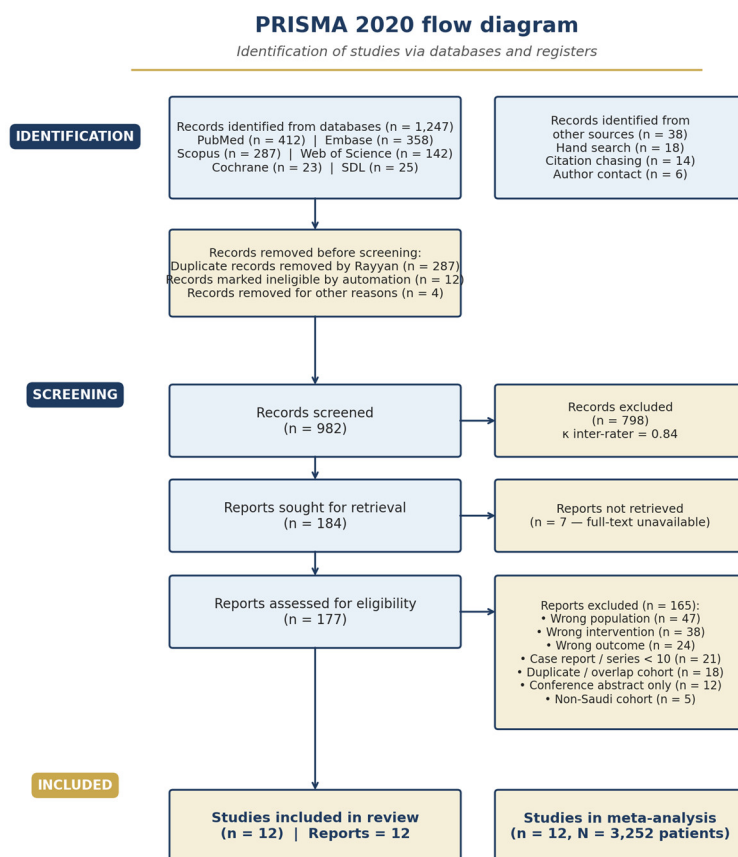 PRISMA 2020 flow diagram
Identification of studies via databases and registers
IDENTIFICATION
Records identified from databases (n = 1,247)
PubMed (n = 412) | Embase (n = 358)
Scopus (n = 287) | Web of Science (n = 142)
Cochrane (n = 23) | SDL (n = 25)
Records identified from
other sources (n = 38)
Hand search (n = 18)
Citation chasing (n = 14)
Author contact (n = 6)
Records removed before screening:
Duplicate records removed by Rayyan (n = 287)
Records marked ineligible by automation (n = 12)
Records removed for other reasons (n = 4)
SCREENING
Records screened
(n = 982)
Records excluded
(n = 798)
κ inter-rater = 0.84
Reports sought for retrieval
(n = 184)
Reports not retrieved
(n = 7 — full-text unavailable)
Reports assessed for eligibility
(n = 177)
Reports excluded (n = 165):
• Wrong population (n = 47)
• Wrong intervention (n = 38)
• Wrong outcome (n = 24)
• Case report / series < 10 (n = 21)
• Duplicate / overlap cohort (n = 18)
• Conference abstract only (n = 12)
• Non-Saudi cohort (n = 5)
INCLUDED
Studies included in review
(n = 12) | Reports = 12
Studies in meta-analysis
(n = 12, N = 3,252 patients)